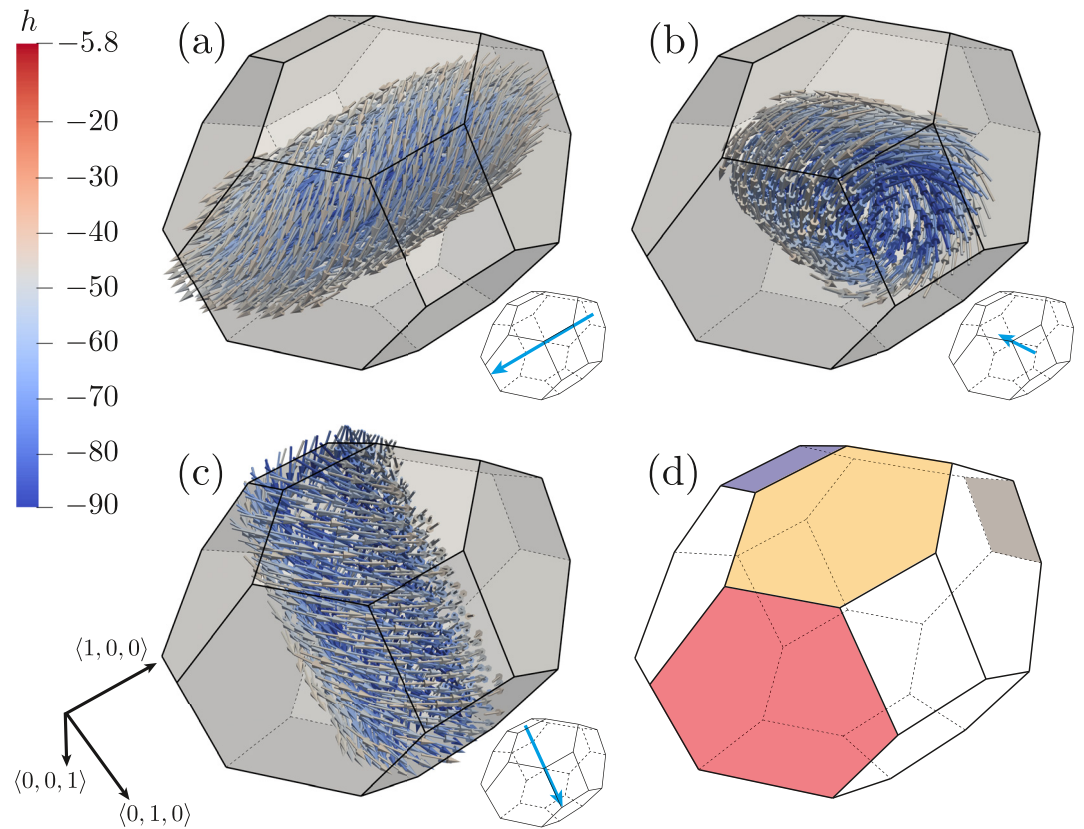 h
−5.8
−20
−30
−40
−50
−60
−70
−80
−90
(a)
(b)
(c)
(d)
⟨1, 0, 0⟩
⟨0, 0, 1⟩
⟨0, 1, 0⟩